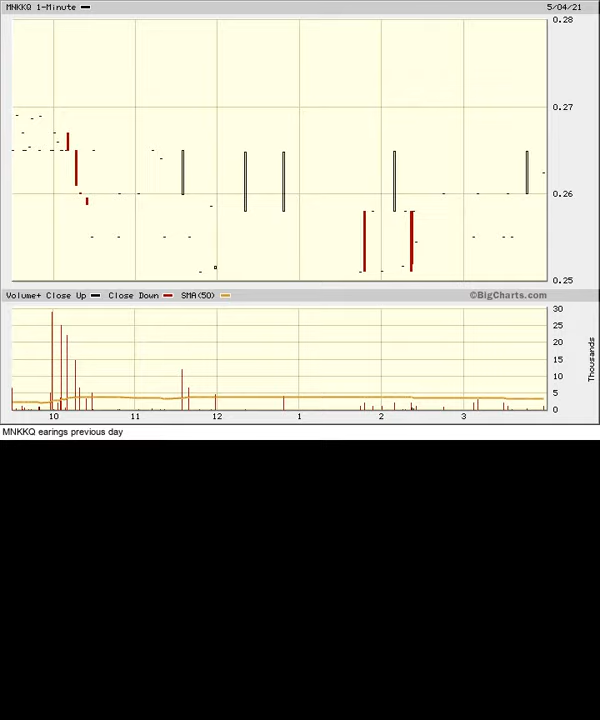 MNKKQ 1-Minute 5/04/21
0.28
0.27
0.26
0.25
Volume+ Close Up Close Down SMA(50) ©BigCharts.com
30
25
20
15
10
5
0
Thousands
10 11 12 1 2 3
MNKKQ earings previous day